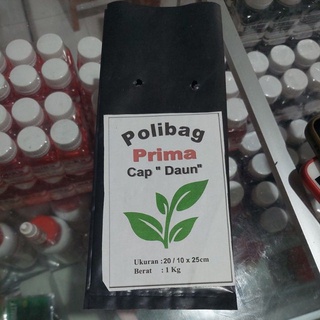 Polibag
Prima
Cap " Daun"
Ukuran : 20 / 10 x 25cm
Berat : 1 Kg